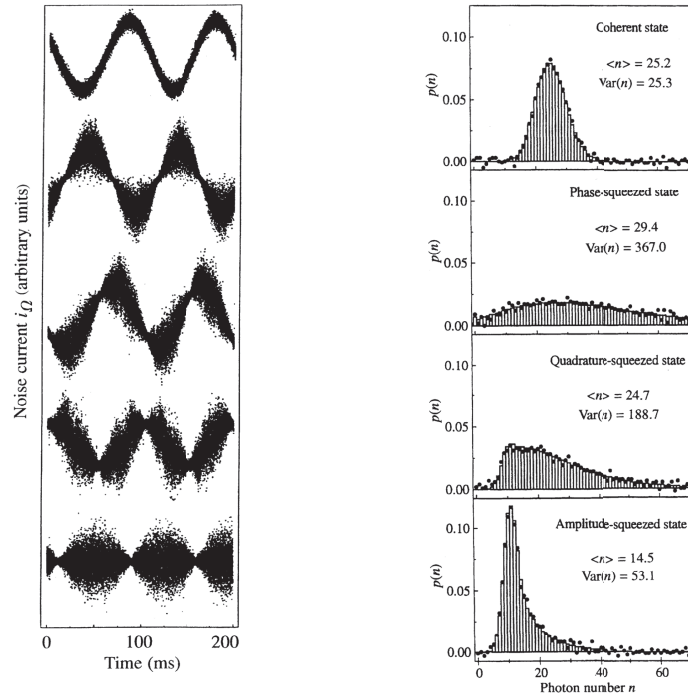 Noise current iΩ (arbitrary units)
0
100
200
Time (ms)
p(n)
0.10
0.05
0.00
Coherent state
<n> = 25.2
Var(n) = 25.3
p(n)
0.10
0.05
0.00
Phase-squeezed state
<n> = 29.4
Var(n) = 367.0
p(n)
0.10
0.05
0.00
Quadrature-squeezed state
<n> = 24.7
Var(n) = 188.7
p(n)
0.10
0.05
0.00
Amplitude-squeezed state
<n> = 14.5
Var(n) = 53.1
0
20
40
60
Photon number n